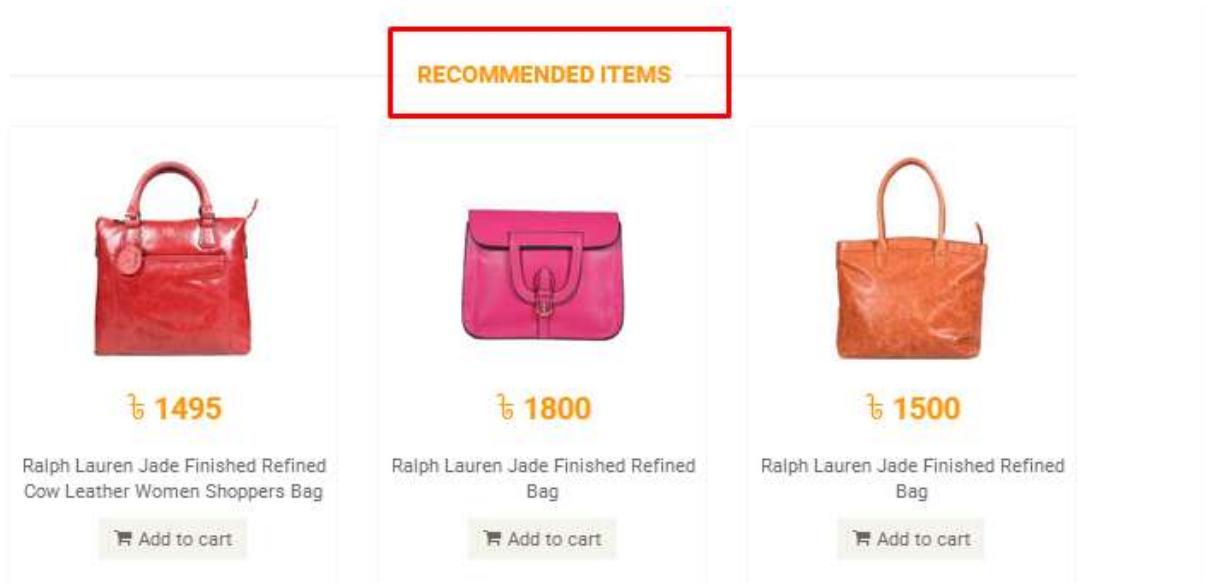 RECOMMENDED ITEMS
৳ 1495
৳ 1800
৳ 1500
Ralph Lauren Jade Finished Refined
Cow Leather Women Shoppers Bag
Ralph Lauren Jade Finished Refined
Bag
Ralph Lauren Jade Finished Refined
Bag
Add to cart
Add to cart
Add to cart